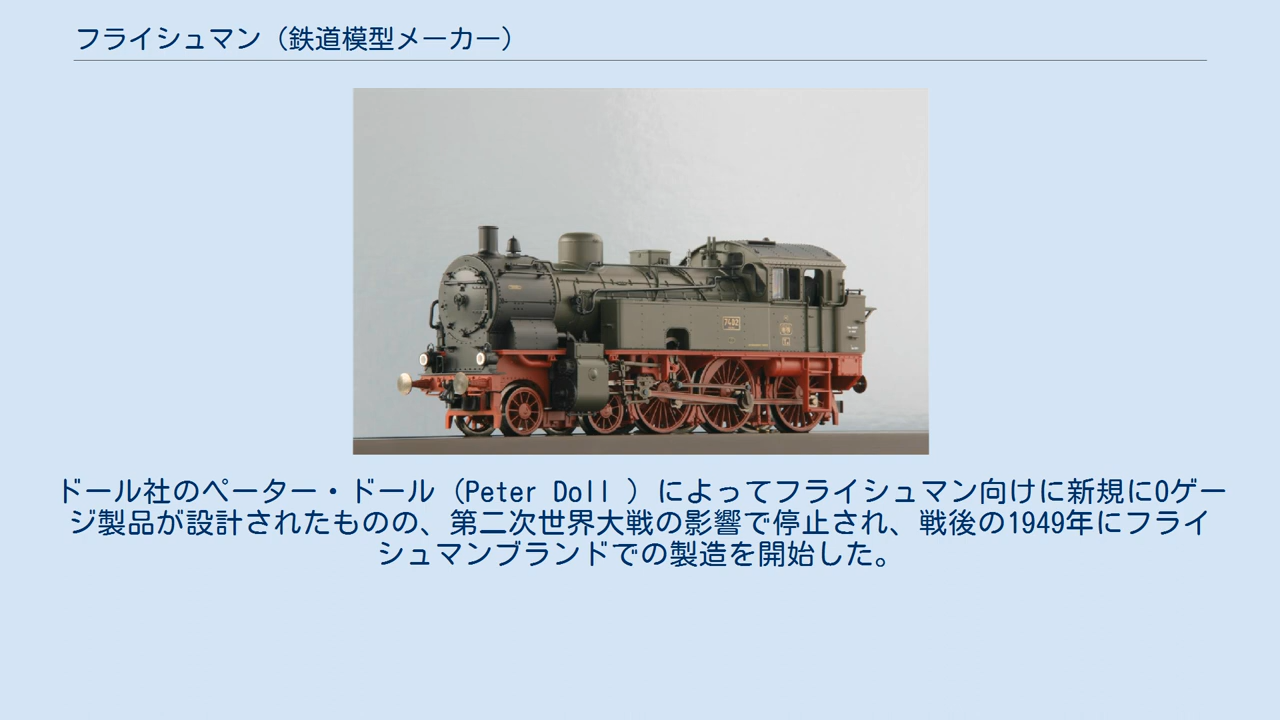 フライシュマン（鉄道模型メーカー）
7402
ドール社のペーター・ドール（Peter Doll ）によってフライシュマン向けに新規に0ゲー
ジ製品が設計されたものの、第二次世界大戦の影響で停止され、戦後の1949年にフライ
シュマンブランドでの製造を開始した。